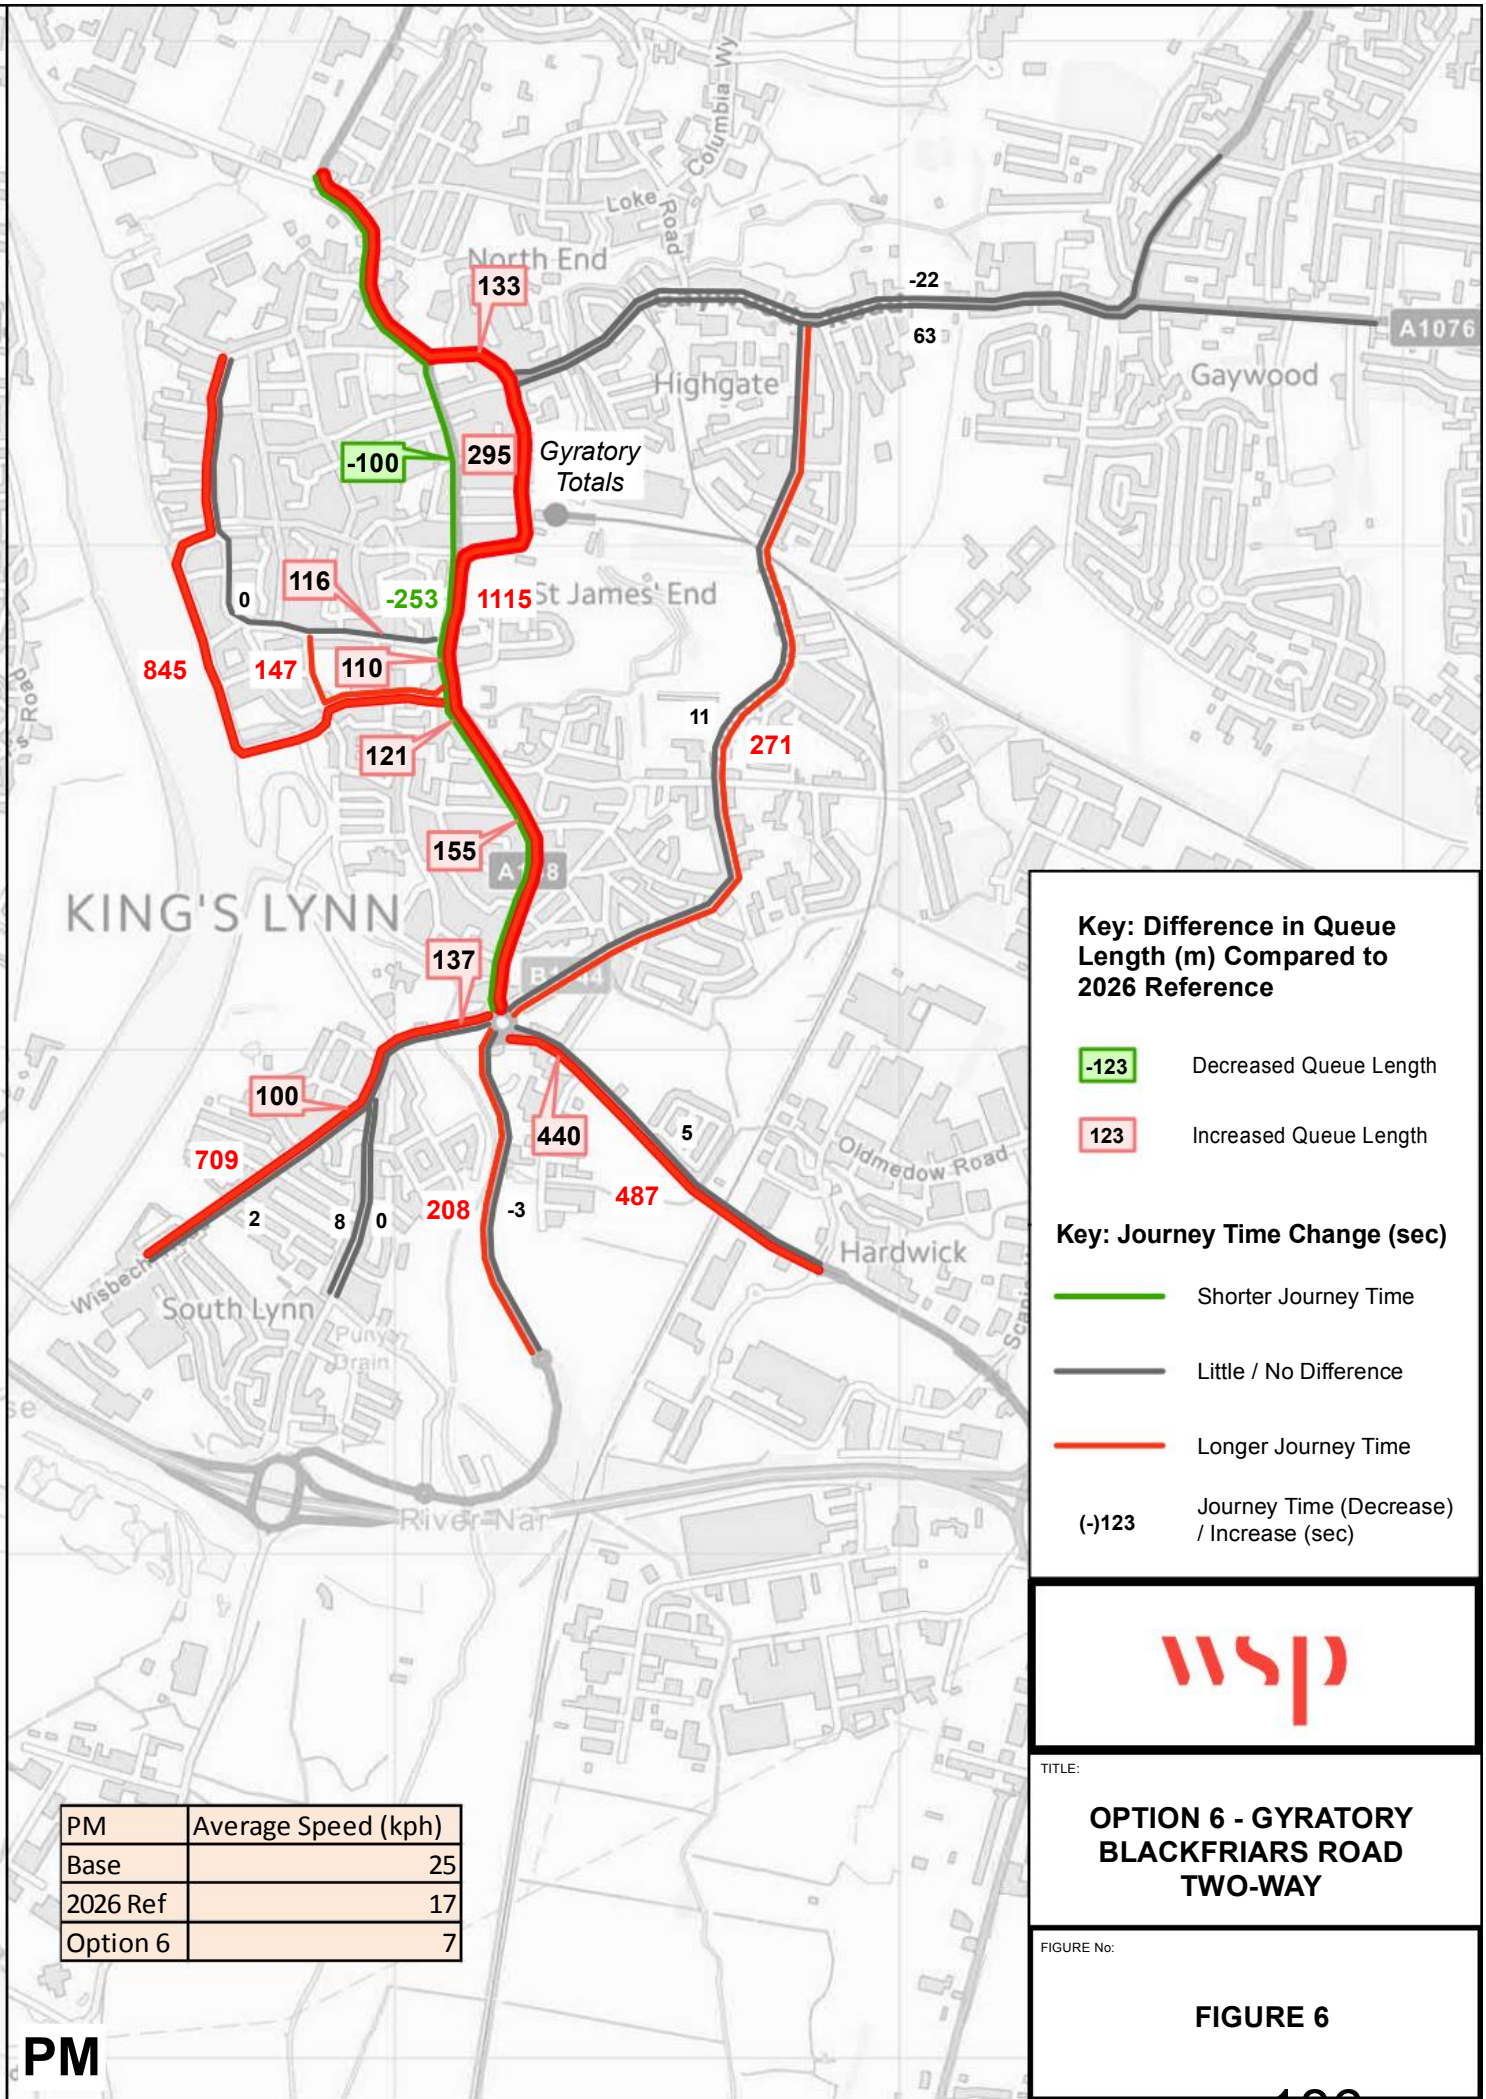 Columbia Wy
Loke Road
North End
133
-22
63
A1076
Highgate
Gaywood
-100
295
Gyratory
Totals
116
0
-253
1115
St James' End
845
147
110
s Road
121
11
271
155
KING'S LYNN
137
100
440
5
Oldmedow Road
709
2
8
0
208
-3
487
Hardwick
Wisbech
South Lynn
Puny
Drain
River Nar
Key: Difference in Queue
Length (m) Compared to
2026 Reference
-123 Decreased Queue Length
123 Increased Queue Length
Key: Journey Time Change (sec)
Shorter Journey Time
Little / No Difference
Longer Journey Time
(-)123 Journey Time (Decrease)
/ Increase (sec)
wsp
TITLE:
OPTION 6 - GYRATORY
BLACKFRIARS ROAD
TWO-WAY
FIGURE No:
FIGURE 6
PM Average Speed (kph)
Base 25
2026 Ref 17
Option 6 7
PM